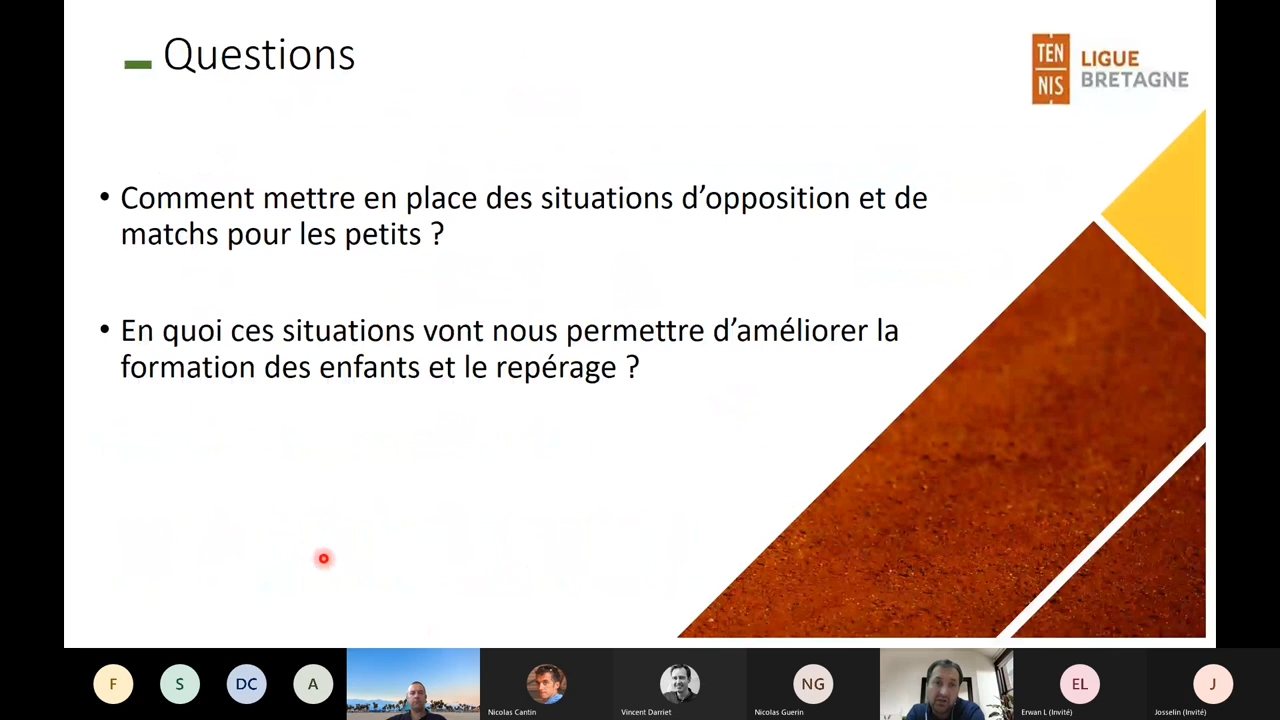 Questions
TEN
NIS
LIGUE
BRETAGNE
• Comment mettre en place des situations d’opposition et de
matchs pour les petits ?
• En quoi ces situations vont nous permettre d’améliorer la
formation des enfants et le repérage ?
F
S
DC
A
NG
EL
J
Nicolas Cantin
Vincent Darriet
Nicolas Guerin
Erwan L (Invité)
Josselin (Invité)